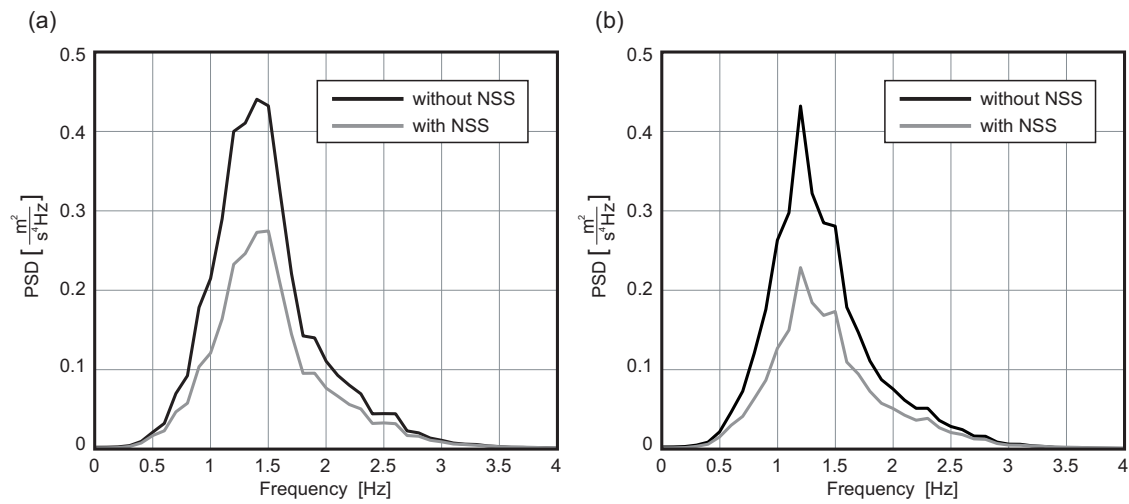 (a)
0.5
0.4
0.3
0.2
0.1
0
PSD [ m²/s⁴Hz ]
without NSS
with NSS
0 0.5 1 1.5 2 2.5 3 3.5 4
Frequency [Hz]
(b)
0.5
0.4
0.3
0.2
0.1
0
PSD [ m²/s⁴Hz ]
without NSS
with NSS
0 0.5 1 1.5 2 2.5 3 3.5 4
Frequency [Hz]